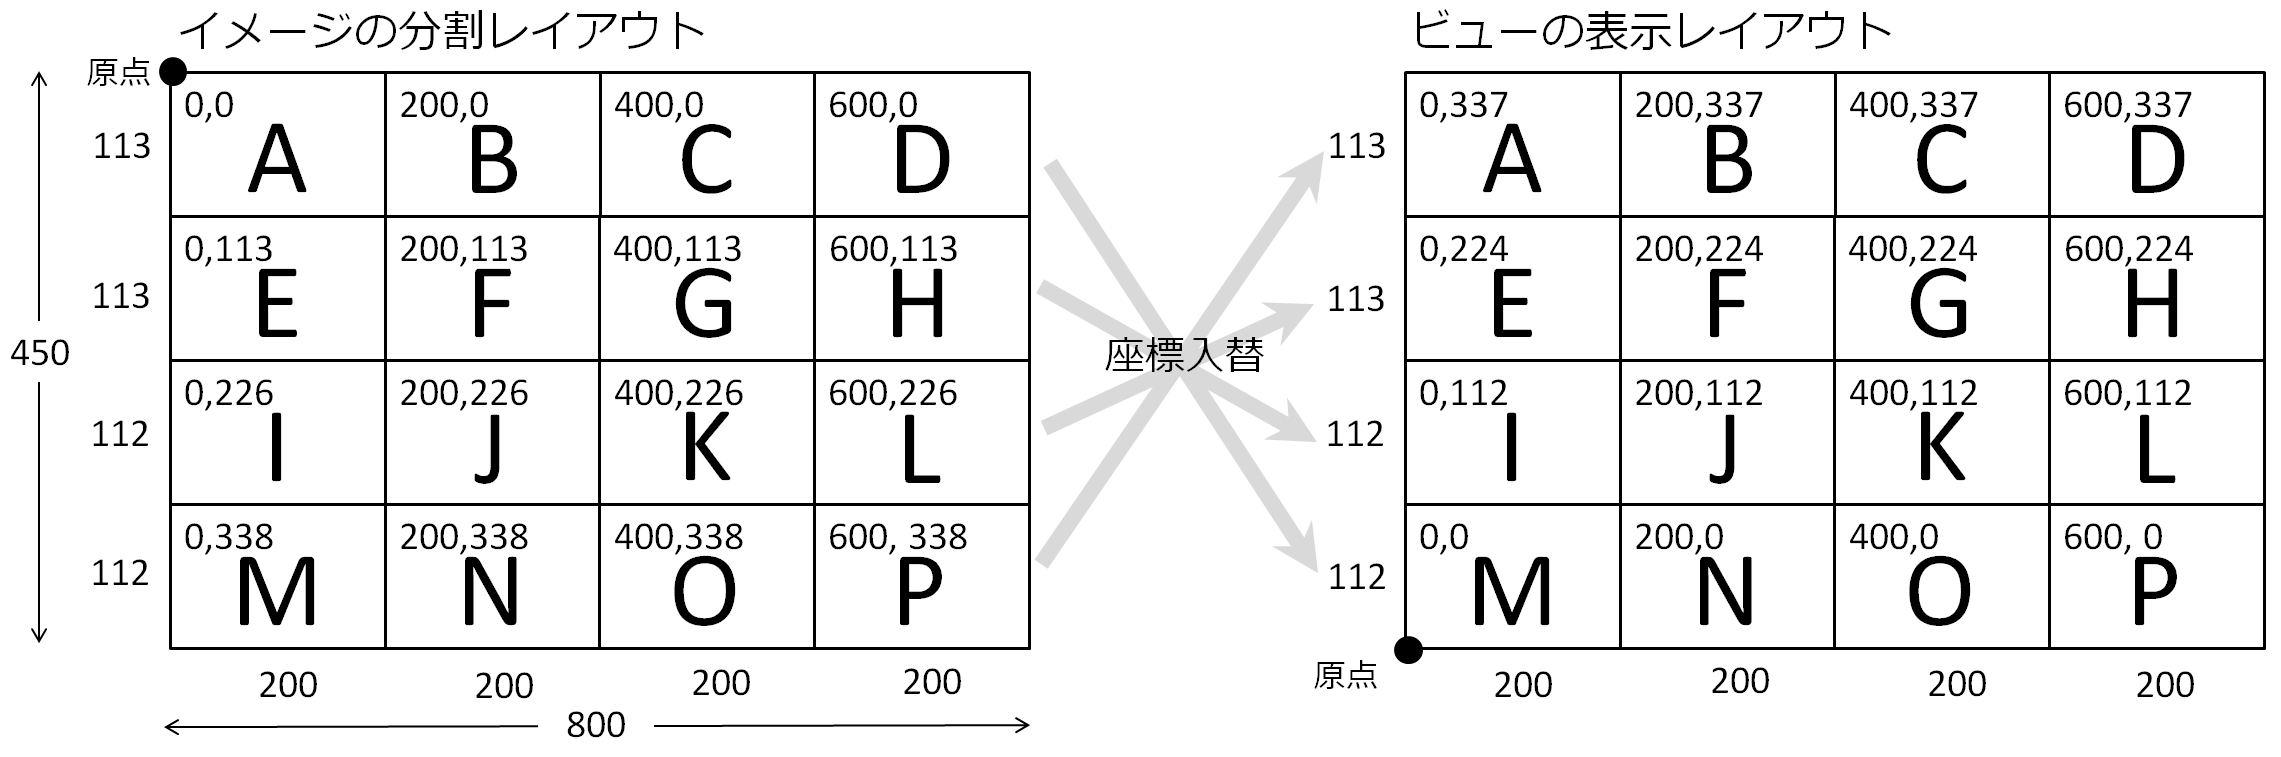 イメージの分割レイアウト
原点
0,0 200,0 400,0 600,0
113 A B C D
0,113 200,113 400,113 600,113
113 E F G H
450
0,226 200,226 400,226 600,226
112 I J K L
0,338 200,338 400,338 600, 338
112 M N O P
200 200 200 200
800
座標入替
ビューの表示レイアウト
0,337 200,337 400,337 600,337
113 A B C D
0,224 200,224 400,224 600,224
113 E F G H
0,112 200,112 400,112 600,112
112 I J K L
0,0 200,0 400,0 600, 0
112 M N O P
原点
200 200 200 200